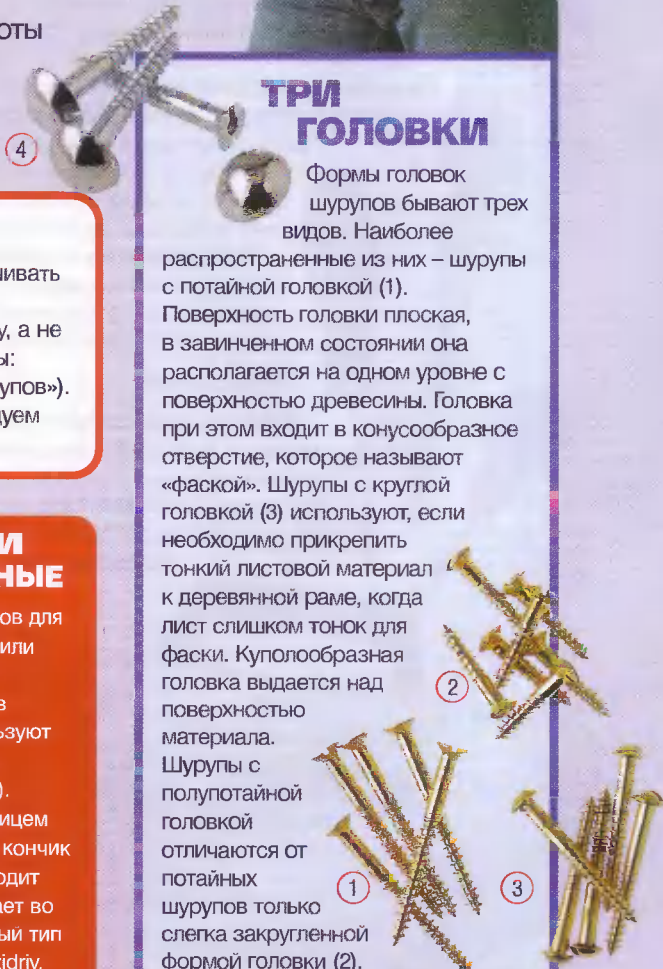 ОТЫ
4
ТРИ
ГОЛОВКИ
Формы головок
шурупов бывают трех
видов. Наиболее
распространенные из них – шурупы
с потайной головкой (1).
Поверхность головки плоская,
в завинченном состоянии она
располагается на одном уровне с
поверхностью древесины. Головка
при этом входит в конусообразное
отверстие, которое называют
«фаской». Шурупы с круглой
головкой (3) используют, если
необходимо прикрепить
тонкий листовой материал
к деревянной раме, когда
лист слишком тонок для
фаски. Куполообразная
головка выдается над
поверхностью
материала.
Шурупы с
полупотайной
головкой
отличаются от
потайных
шурупов только
слегка закругленной
формой головки (2).
2
1
3
ивать
у, а не
ы:
упов»).
уем
И
НЫЕ
ов для
или
в
ьзуют
).
ицем
кончик
одит
ает во
ый тип
idriv.